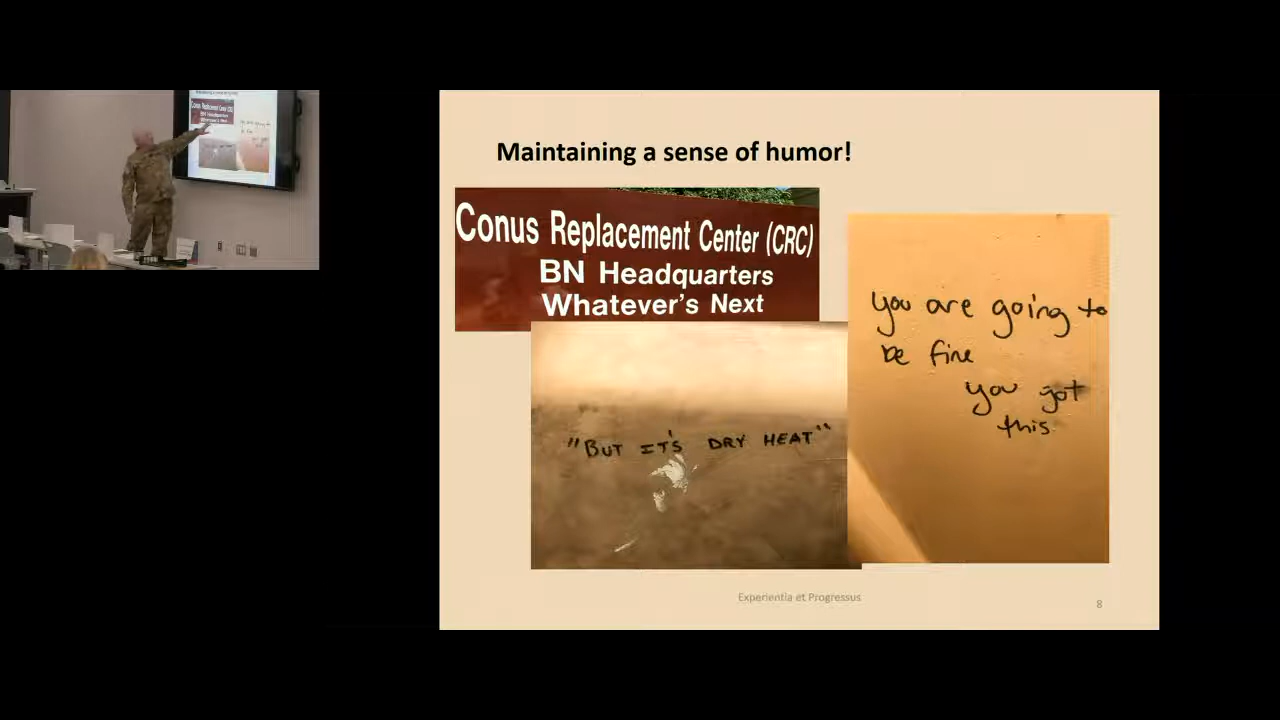 Maintaining a sense of humor!
Conus Replacement Center (CRC)
BN Headquarters
Whatever's Next
you are going to
be fine
you got
this
"BUT IT'S DRY HEAT"
Experientia et Progressus
8